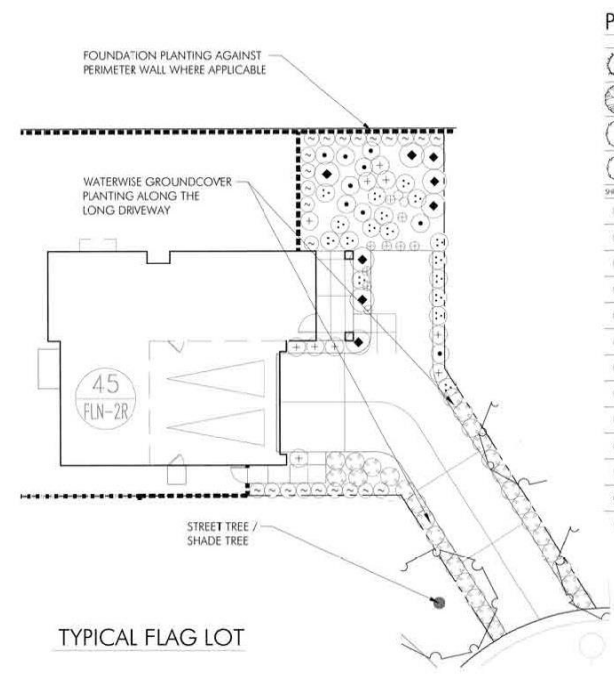 FOUNDATION PLANTING AGAINST
PERIMETER WALL WHERE APPLICABLE
WATERWISE GROUNDCOVER
PLANTING ALONG THE
LONG DRIVEWAY
45
FLN-2R
STREET TREE /
SHADE TREE
TYPICAL FLAG LOT
P